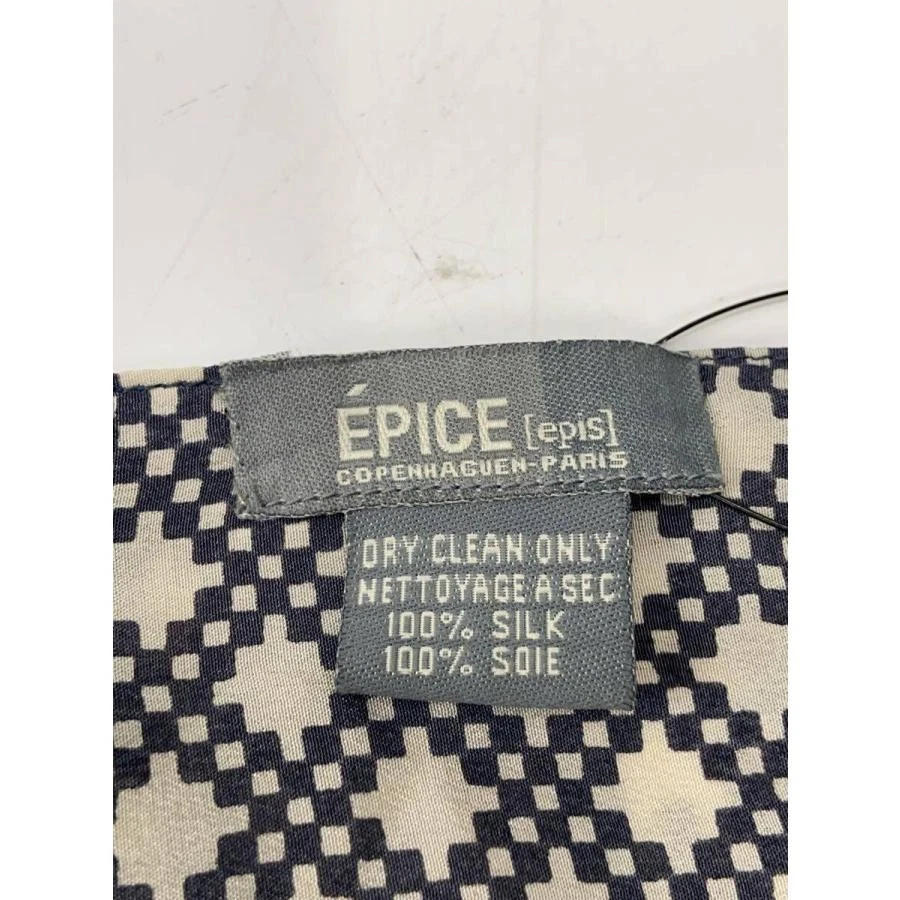 ÉPICE [epis]
COPENHAGUEN-PARIS
DRY CLEAN ONLY
NETTOYAGE A SEC
100% SILK
100% SOIE